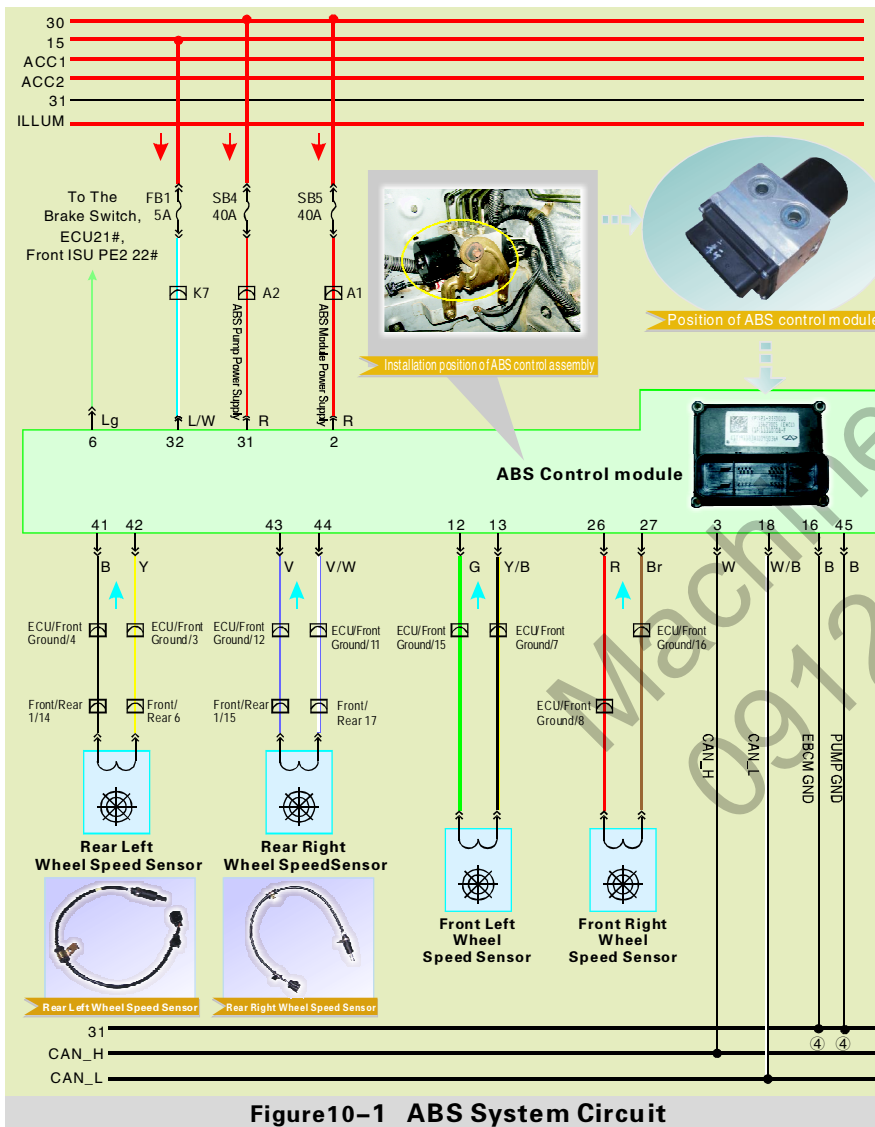 30
15
ACC1
ACC2
31
ILLUM
To The
Brake Switch,
ECU21#,
Front ISU PE2 22#
FB1
5A
SB4
40A
SB5
40A
K7
A2
A1
ABS Pump Power Supply
ABS Module Power Supply
Installation position of ABS control assembly
Position of ABS control module
Lg
L/W
R
R
6
32
31
2
ABS Control module
41
42
43
44
12
13
26
27
3
18
16
45
B
Y
V
V/W
G
Y/B
R
Br
W
W/B
B
B
ECU/Front
Ground/4
ECU/Front
Ground/3
ECU/Front
Ground/12
ECU/Front
Ground/11
ECU/Front
Ground/15
ECU/Front
Ground/7
ECU/Front
Ground/16
Front/Rear
1/14
Front/
Rear 6
Front/Rear
1/15
Front/
Rear 17
ECU/Front
Ground/8
CAN_H
CAN_L
EBCM GND
PUMP GND
Rear Left
Wheel Speed Sensor
Rear Right
Wheel SpeedSensor
Front Left
Wheel
Speed Sensor
Front Right
Wheel
Speed Sensor
Rear Left Wheel Speed Sensor
Rear Right Wheel Speed Sensor
31
CAN_H
CAN_L
④
④
Machine
0912
Figure10–1 ABS System Circuit